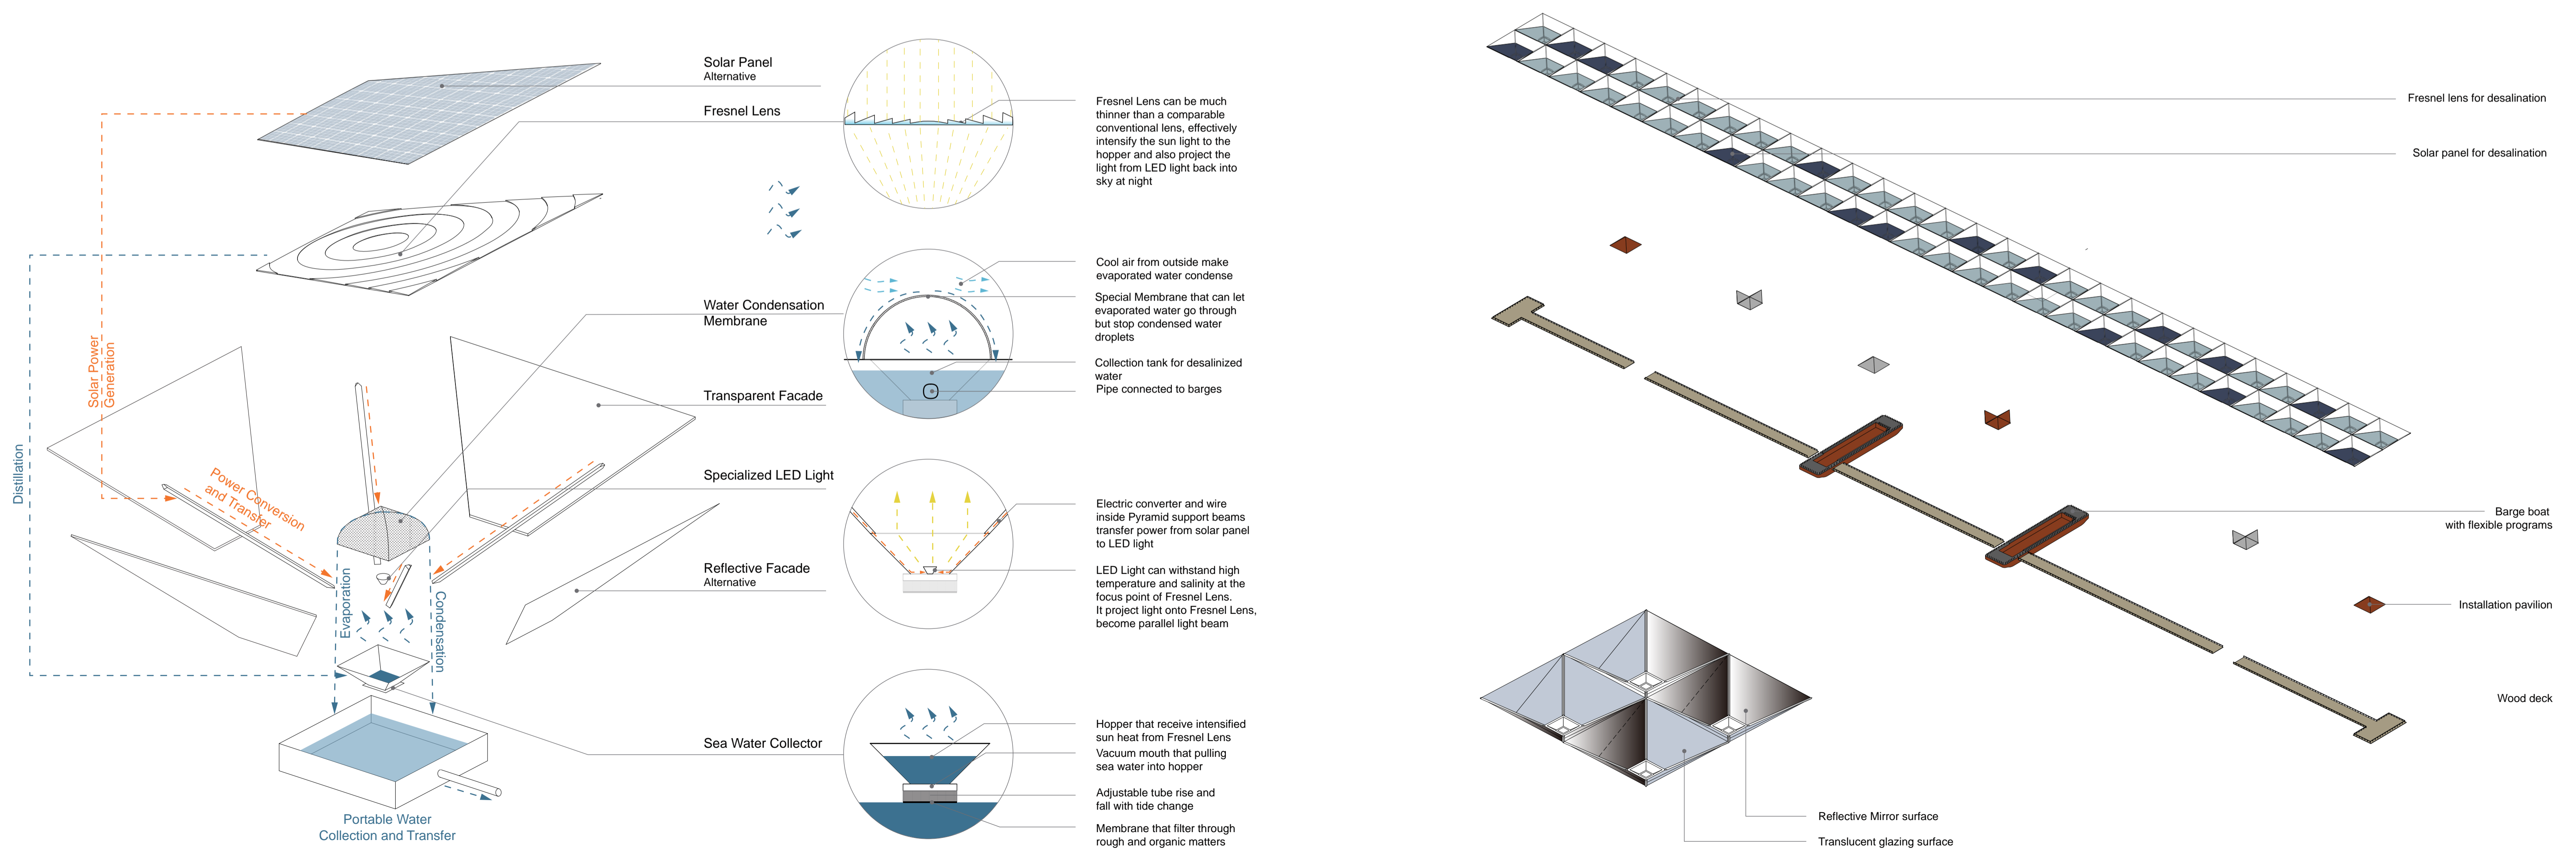 Solar Panel
Alternative
Fresnel Lens
Water Condensation
Membrane
Transparent Facade
Specialized LED Light
Reflective Facade
Alternative
Sea Water Collector
Solar Power
Generation
Distillation
Power Conversion
and Transfer
Evaporation
Condensation
Portable Water
Collection and Transfer
Fresnel Lens can be much
thinner than a comparable
conventional lens, effectively
intensify the sun light to the
hopper and also project the
light from LED light back into
sky at night
Cool air from outside make
evaporated water condense
Special Membrane that can let
evaporated water go through
but stop condensed water
droplets
Collection tank for desalinized
water
Pipe connected to barges
Electric converter and wire
inside Pyramid support beams
transfer power from solar panel
to LED light
LED Light can withstand high
temperature and salinity at the
focus point of Fresnel Lens.
It project light onto Fresnel Lens,
become parallel light beam
Hopper that receive intensified
sun heat from Fresnel Lens
Vacuum mouth that pulling
sea water into hopper
Adjustable tube rise and
fall with tide change
Membrane that filter through
rough and organic matters
Fresnel lens for desalination
Solar panel for desalination
Barge boat
with flexible programs
Installation pavilion
Wood deck
Reflective Mirror surface
Translucent glazing surface